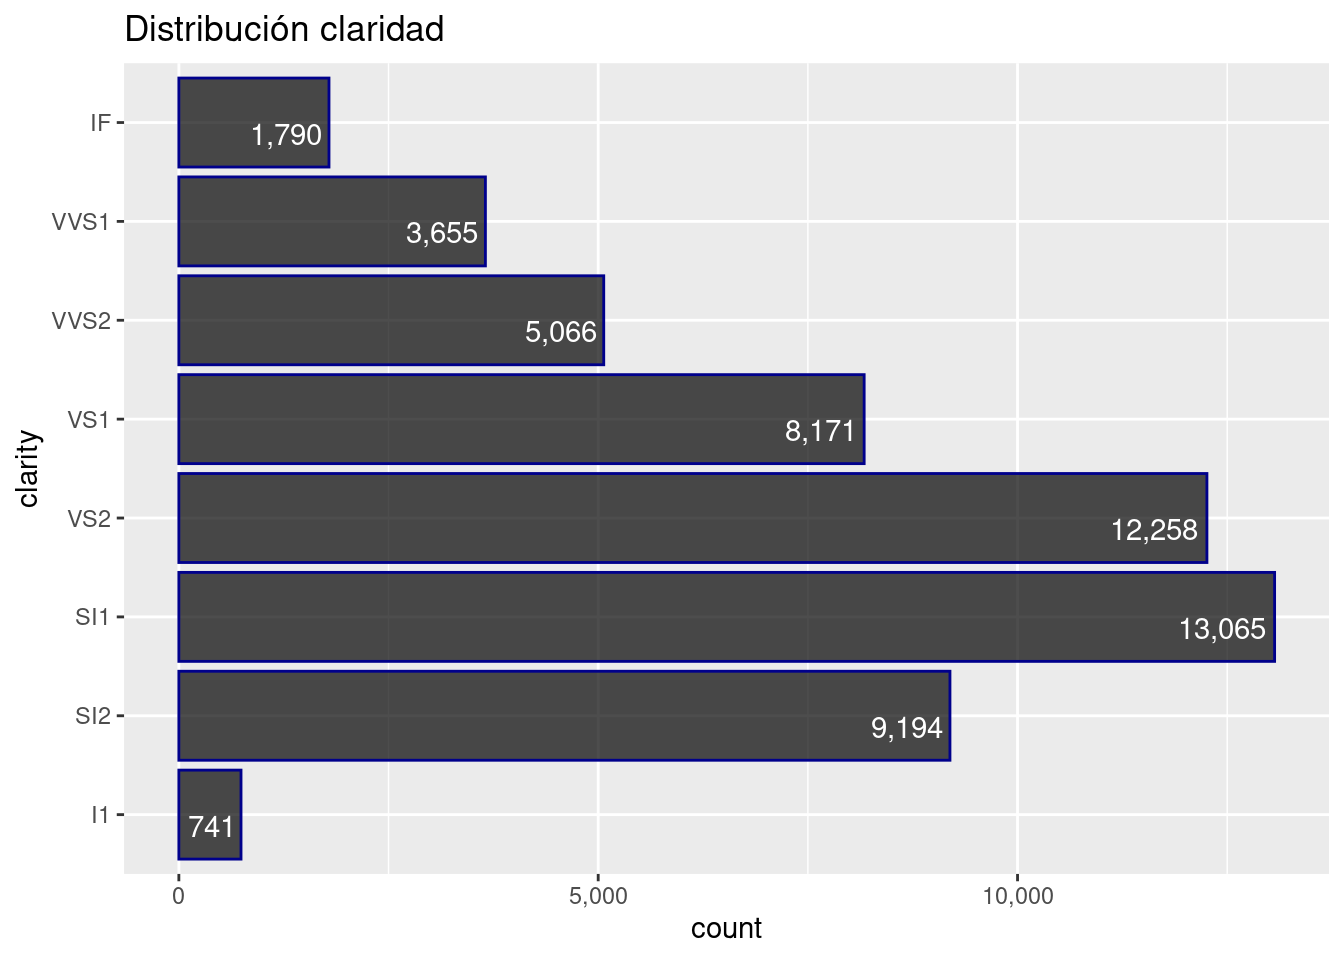 Distribución claridad
IF
1,790
VVS1
3,655
VVS2
5,066
VS1
8,171
VS2
12,258
SI1
13,065
SI2
9,194
I1
741
0
5,000
10,000
count
clarity